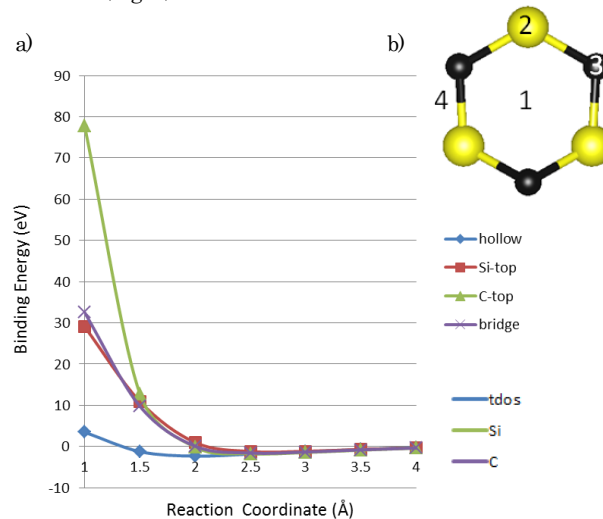 a)
b)
2
3
4
1
90
80
70
60
50
40
30
20
10
0
-10
1 1.5 2 2.5 3 3.5 4
Binding Energy (eV)
Reaction Coordinate (Å)
hollow
Si-top
C-top
bridge
tdos
Si
C